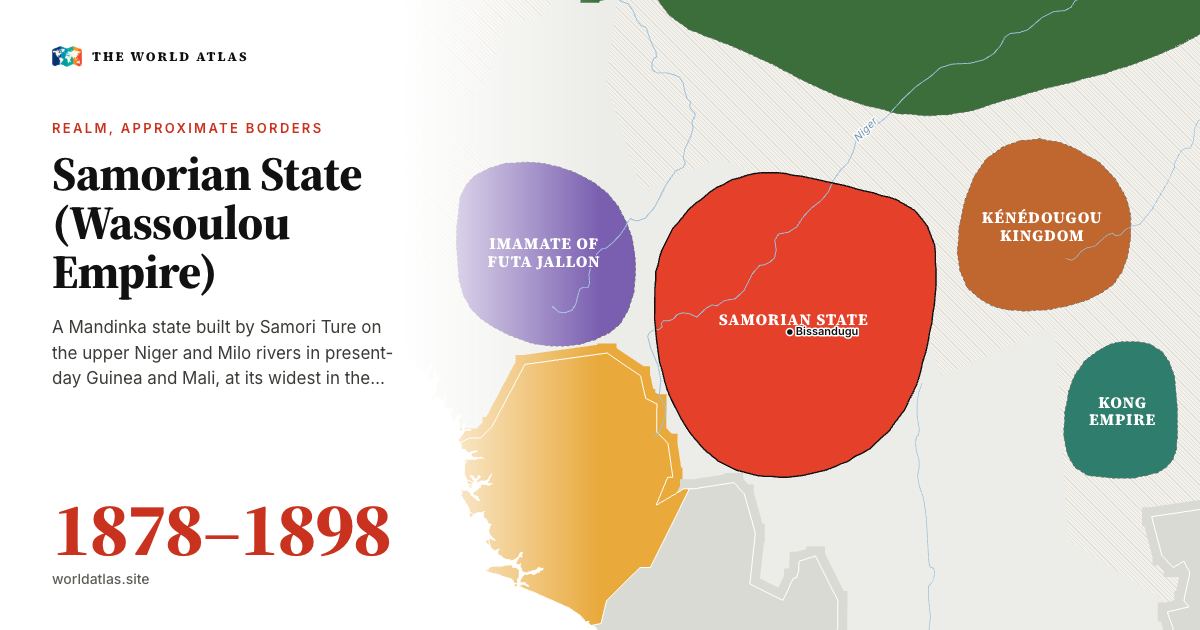 THE WORLD ATLAS
REALM, APPROXIMATE BORDERS
Samorian State
(Wassoulou
Empire)
A Mandinka state built by Samori Ture on
the upper Niger and Milo rivers in present-
day Guinea and Mali, at its widest in the...
1878–1898
worldatlas.site
Niger
IMAMATE OF
FUTA JALLON
KÉNÉDOUGOU
KINGDOM
SAMORIAN STATE
Bissandugu
KONG
EMPIRE